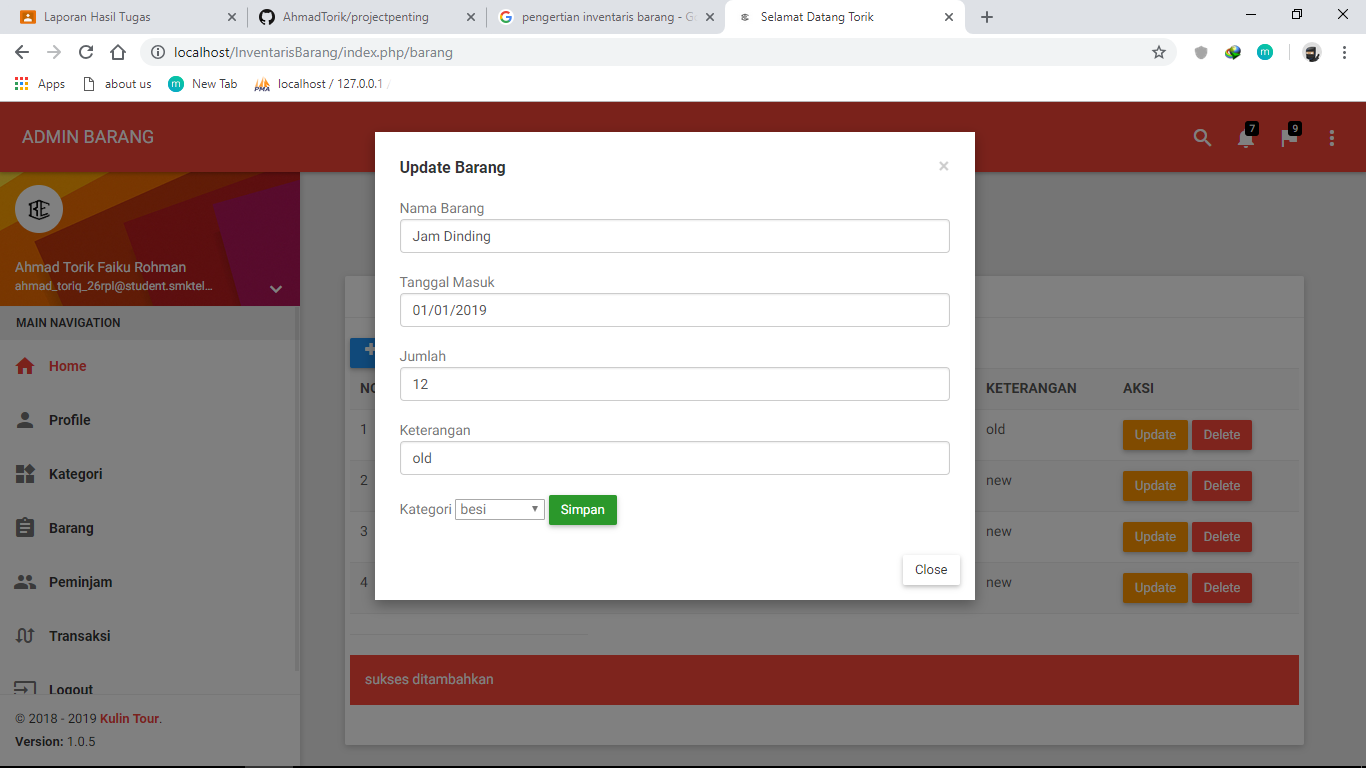 Laporan Hasil Tugas
AhmadTorik/projectpenting
pengertian inventaris barang - G
Selamat Datang Torik
localhost/InventarisBarang/index.php/barang
Apps
about us
m New Tab
PMA localhost / 127.0.0.1 /
m
ADMIN BARANG
7
9
Ahmad Torik Faiku Rohman
ahmad_toriq_26rpl@student.smktel...
MAIN NAVIGATION
Home
Profile
Kategori
Barang
Peminjam
Transaksi
Logout
© 2018 - 2019 Kulin Tour.
Version: 1.0.5
Update Barang
×
Nama Barang
Jam Dinding
Tanggal Masuk
01/01/2019
Jumlah
12
Keterangan
old
Kategori besi Simpan
Close
KETERANGAN AKSI
1 old Update Delete
2 new Update Delete
3 new Update Delete
4 new Update Delete
sukses ditambahkan